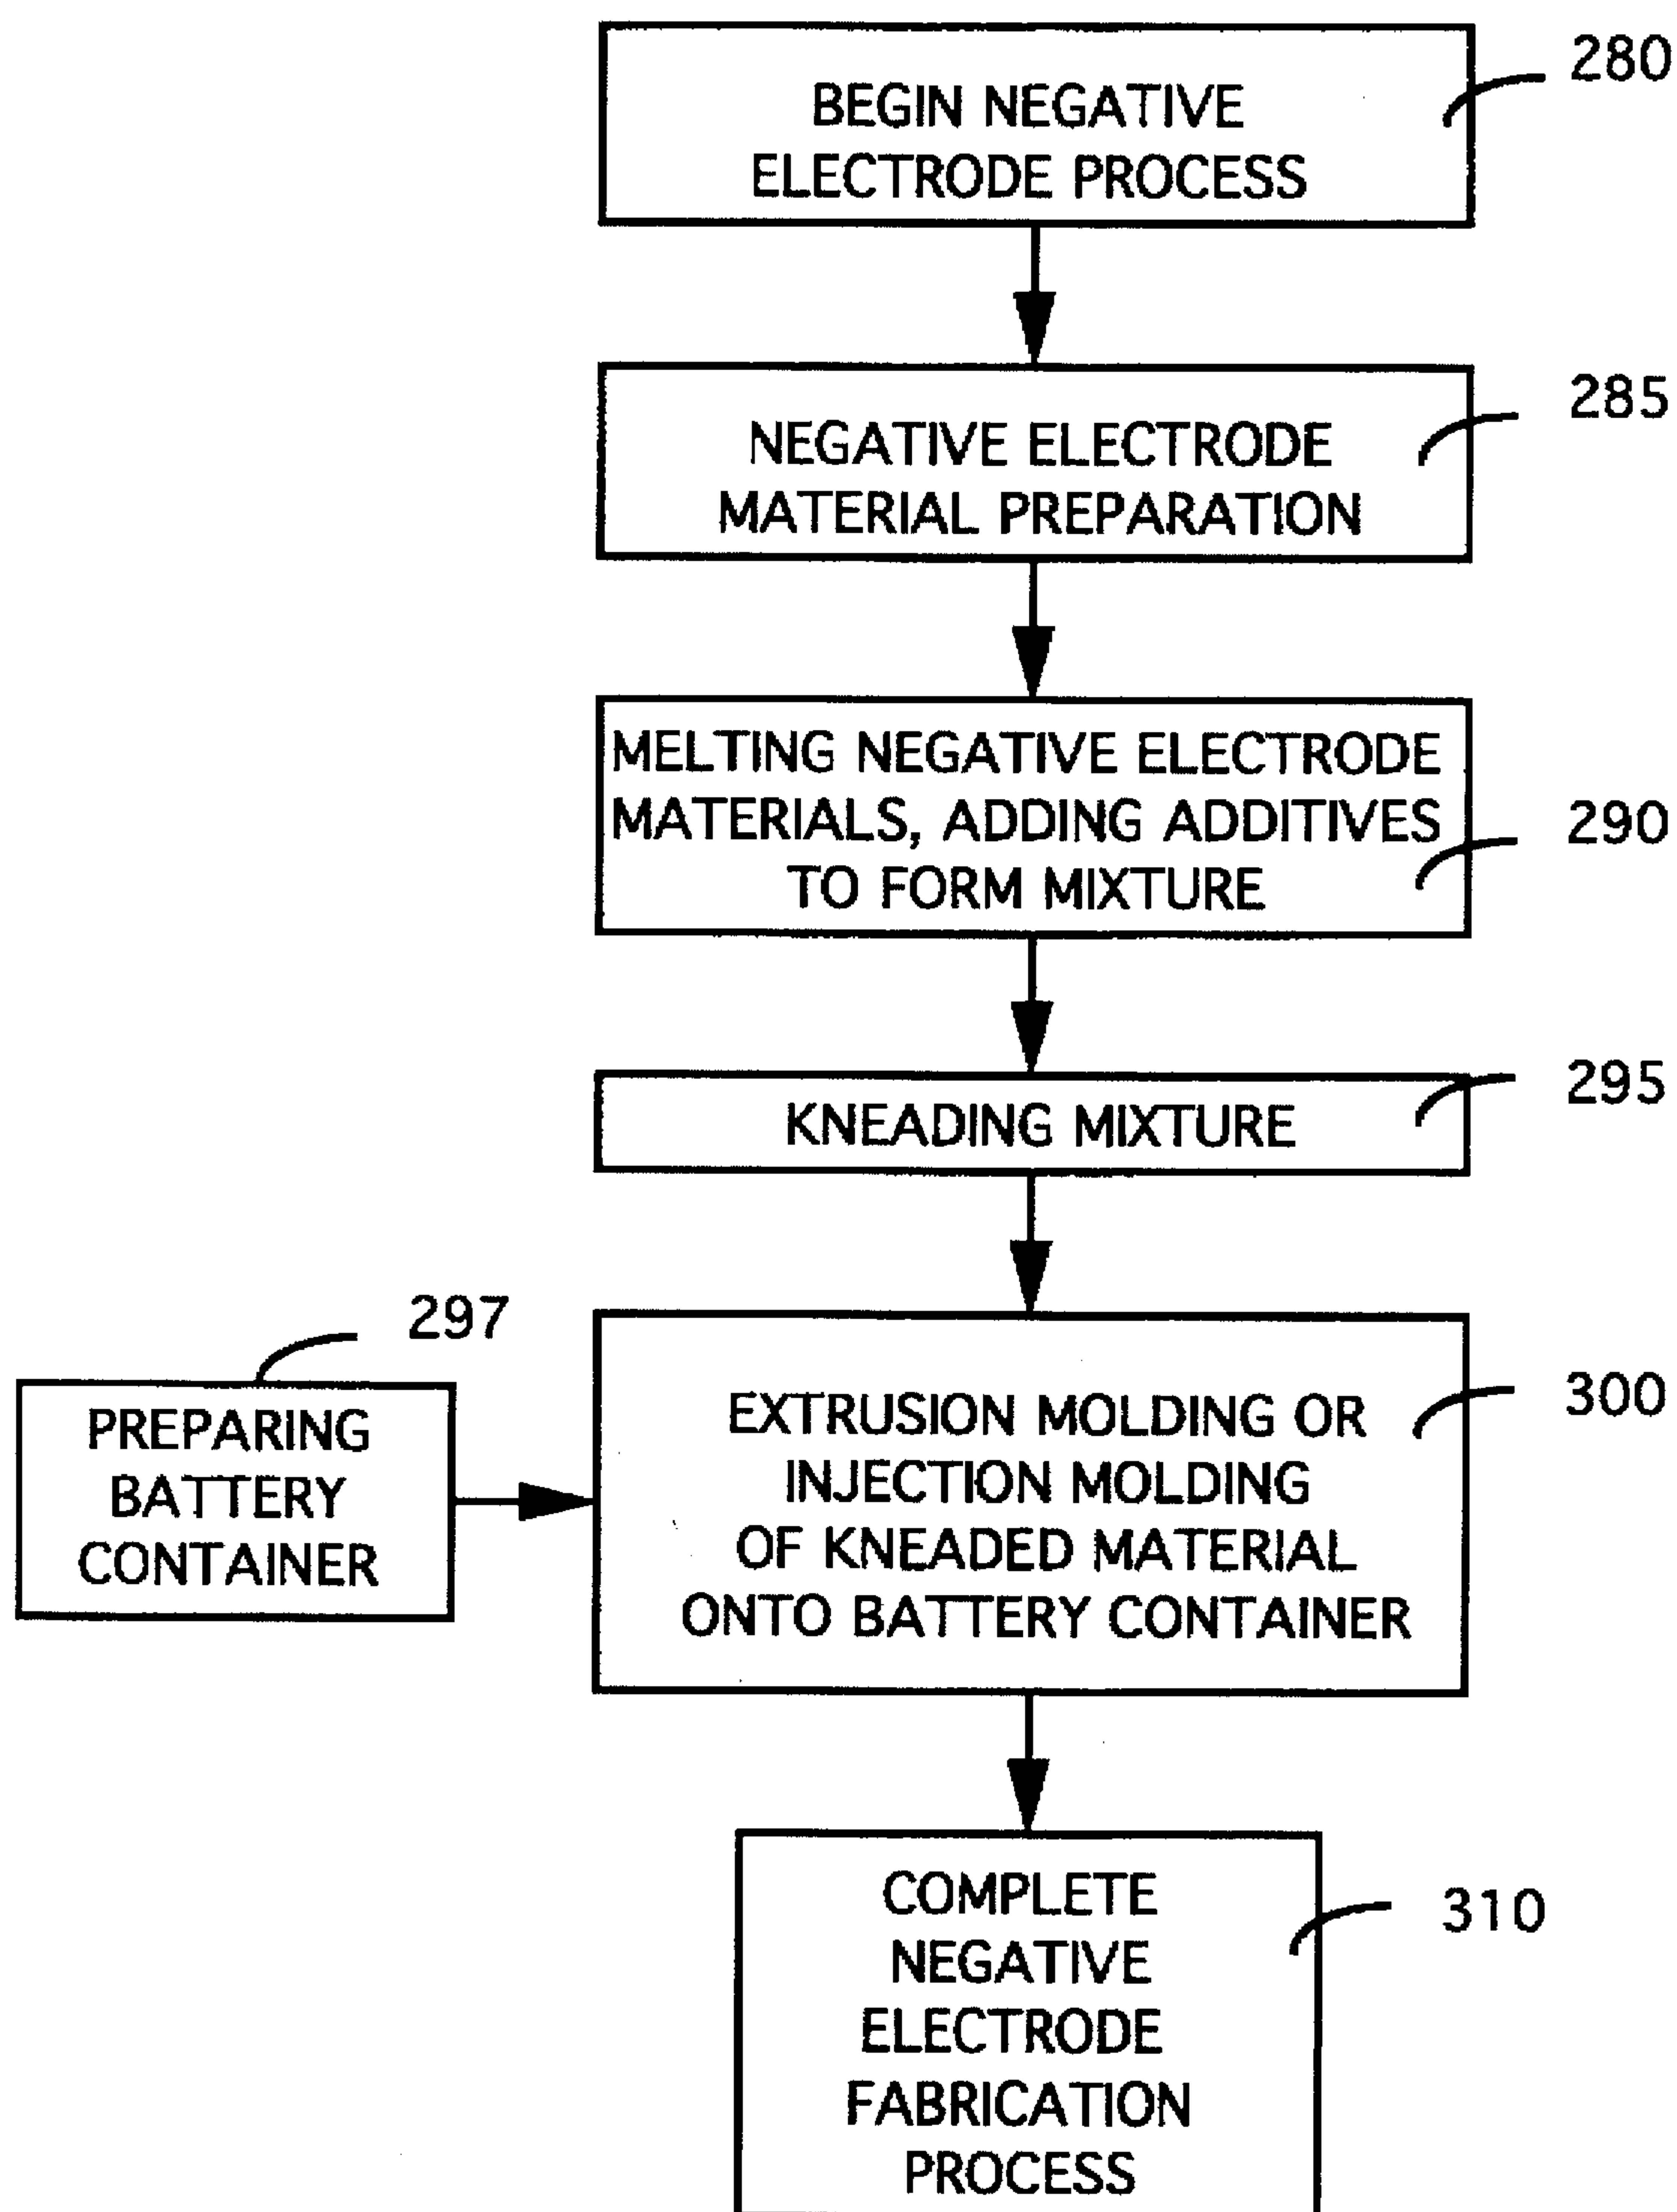 280
BEGIN NEGATIVE
ELECTRODE PROCESS
285
NEGATIVE ELECTRODE
MATERIAL PREPARATION
MELTING NEGATIVE ELECTRODE
MATERIALS, ADDING ADDITIVES
290
TO FORM MIXTURE
295
KNEADING MIXTURE
297
PREPARING
BATTERY
CONTAINER
300
EXTRUSION MOLDING OR
INJECTION MOLDING
OF KNEADED MATERIAL
ONTO BATTERY CONTAINER
COMPLETE
310
NEGATIVE
ELECTRODE
FABRICATION
PROCESS